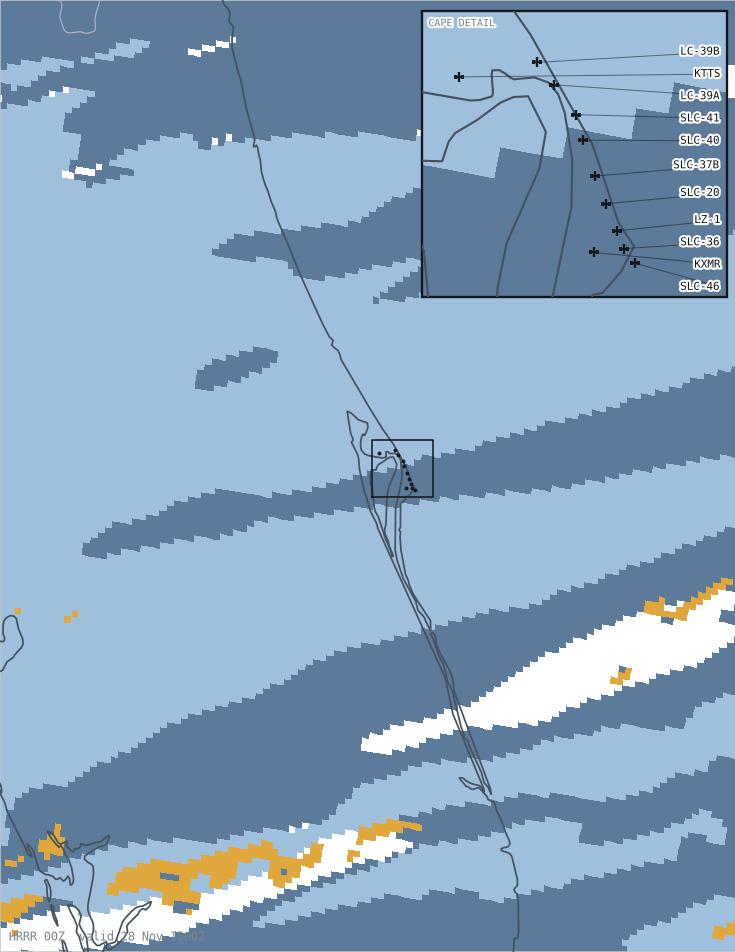 CAPE DETAIL
LC-39B
KTTS
LC-39A
SLC-41
SLC-40
SLC-37B
SLC-20
LZ-1
SLC-36
KXMR
SLC-46
HRRR 00Z valid 28 Nov